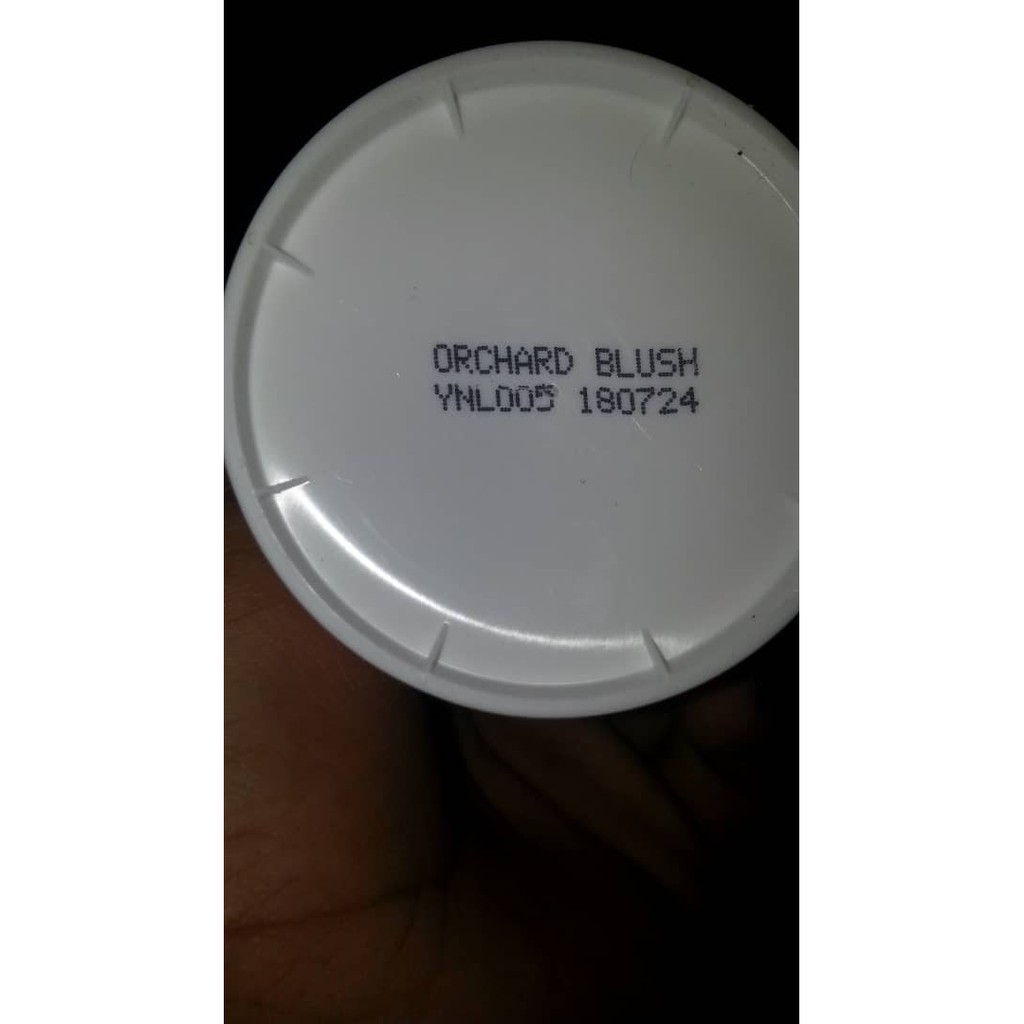 ORCHARD BLUSH
YNL005 180724